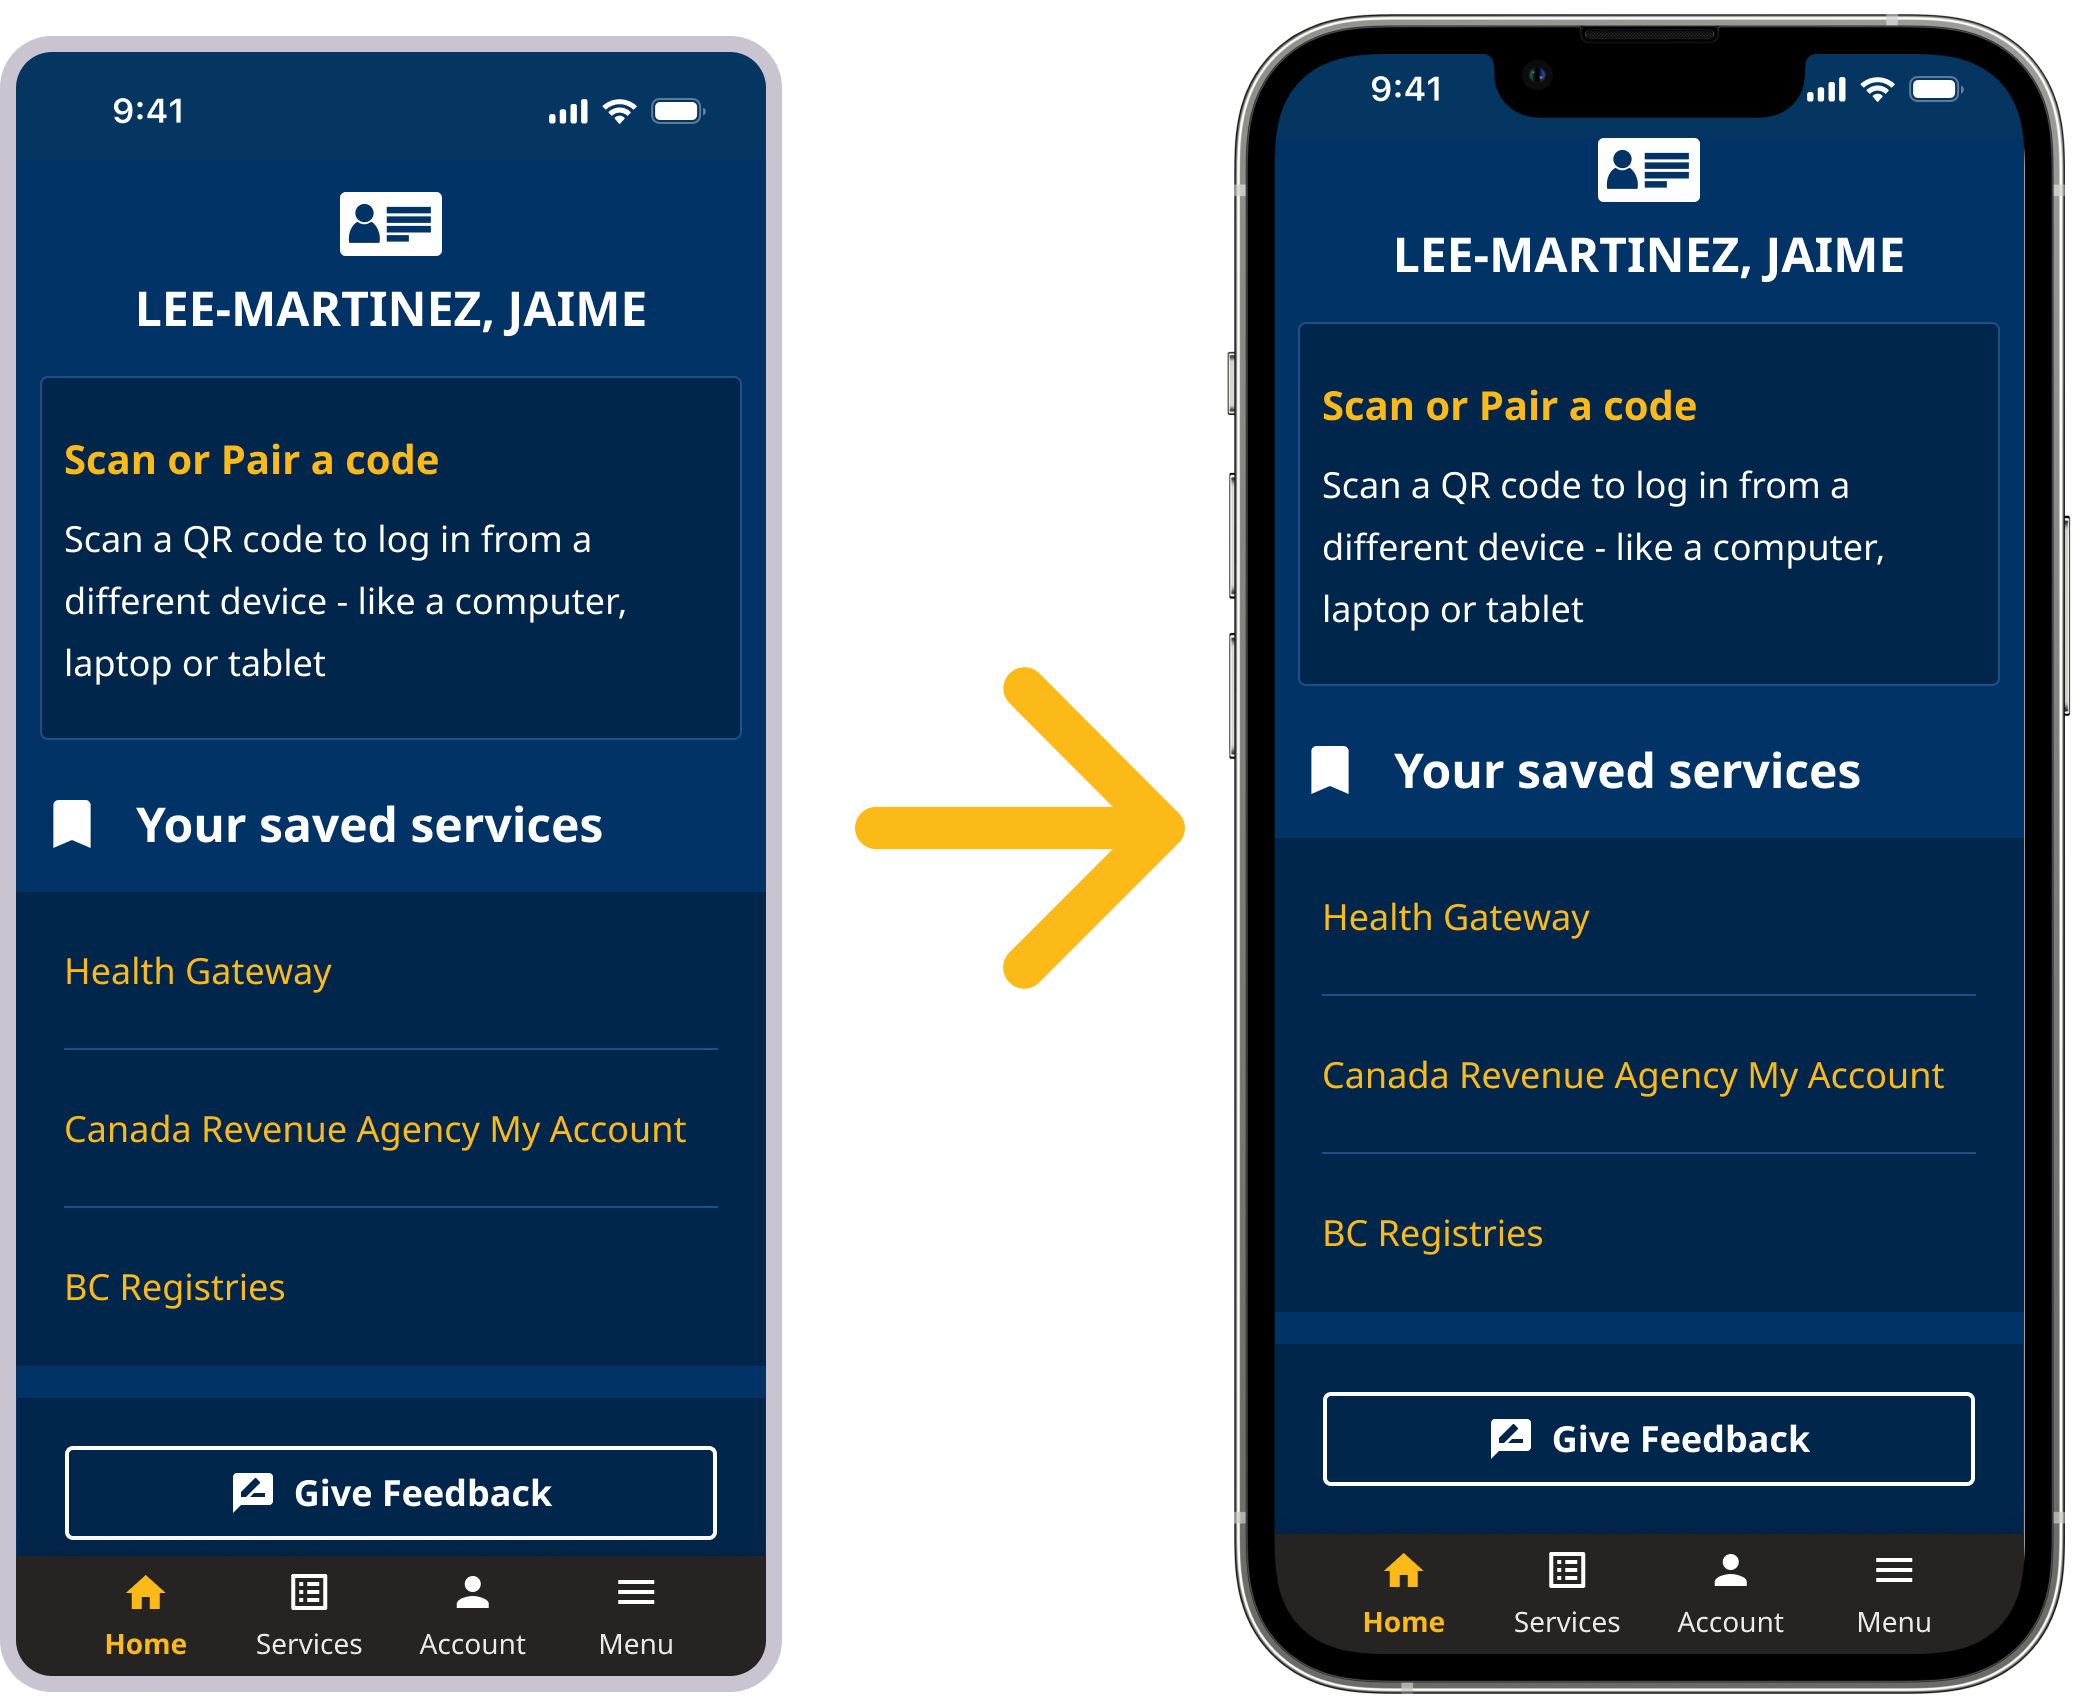 9:41
LEE-MARTINEZ, JAIME
Scan or Pair a code
Scan a QR code to log in from a
different device - like a computer,
laptop or tablet
Your saved services
Health Gateway
Canada Revenue Agency My Account
BC Registries
Give Feedback
Home
Services
Account
Menu
9:41
LEE-MARTINEZ, JAIME
Scan or Pair a code
Scan a QR code to log in from a
different device - like a computer,
laptop or tablet
Your saved services
Health Gateway
Canada Revenue Agency My Account
BC Registries
Give Feedback
Home
Services
Account
Menu